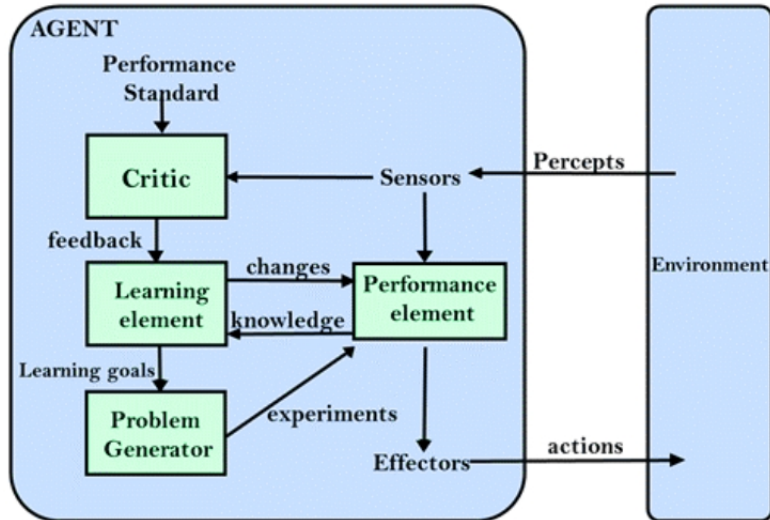 AGENT
Performance
Standard
Critic
Sensors
Percepts
feedback
changes
Learning
element
Performance
element
Environment
knowledge
Learning goals
Problem
Generator
experiments
Effectors
actions